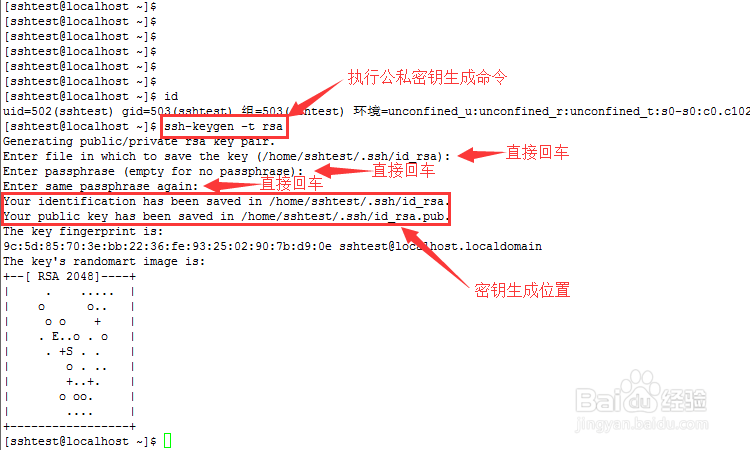 [sshtest@localhost ~]$
[sshtest@localhost ~]$
[sshtest@localhost ~]$
[sshtest@localhost ~]$
[sshtest@localhost ~]$
[sshtest@localhost ~]$
[sshtest@localhost ~]$ id
执行公私密钥生成命令
uid=502(sshtest) gid=503(sshtest) 组=503(sshtest) 环境=unconfined_u:unconfined_r:unconfined_t:s0-s0:c0.c102
[sshtest@localhost ~]$ ssh-keygen -t rsa
Generating public/private rsa key pair.
Enter file in which to save the key (/home/sshtest/.ssh/id_rsa): 直接回车
Enter passphrase (empty for no passphrase): 直接回车
Enter same passphrase again: 直接回车
Your identification has been saved in /home/sshtest/.ssh/id_rsa.
Your public key has been saved in /home/sshtest/.ssh/id_rsa.pub.
The key fingerprint is:
9c:5d:85:70:3e:bb:22:36:fe:93:25:02:90:7b:d9:0e sshtest@localhost.localdomain
The key's randomart image is:
密钥生成位置
+--[ RSA 2048]----+
|     .    .....  |
|    o      o..   |
|     o o    +    |
|    . E..o . o   |
|     . +S . .    |
|        o . ..   |
|        +..+.    |
|       o oo.     |
|        ....     |
+-----------------+
[sshtest@localhost ~]$
Baidu 经验
jingyan.baidu.com